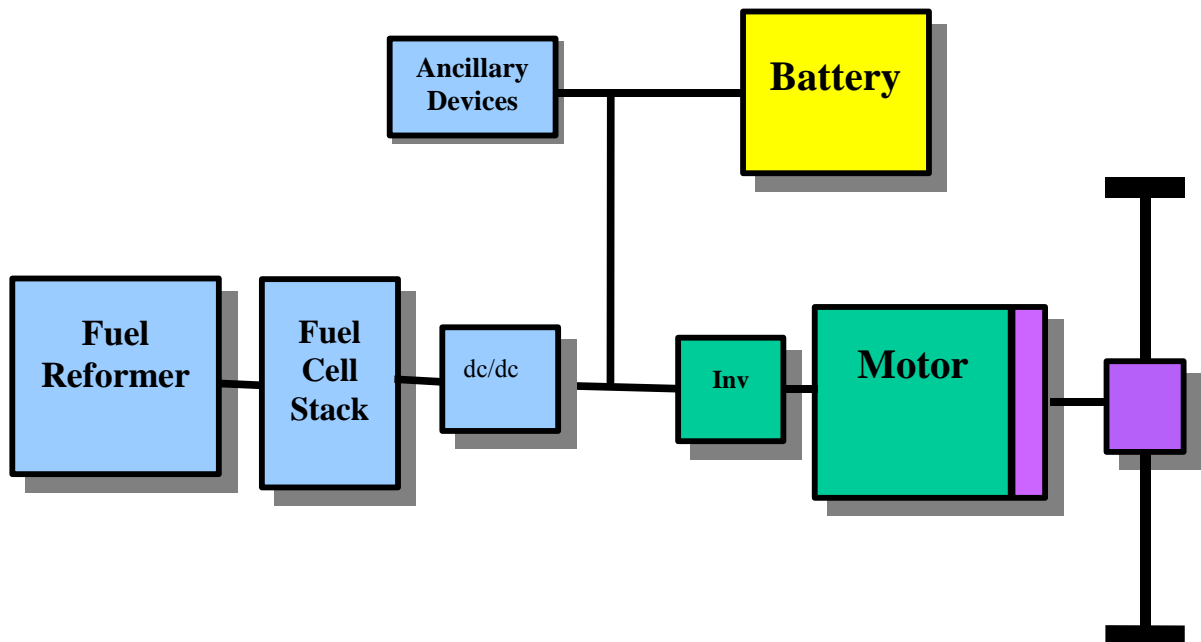 Ancillary
Devices
Battery
Fuel
Reformer
Fuel
Cell
Stack
dc/dc
Inv
Motor